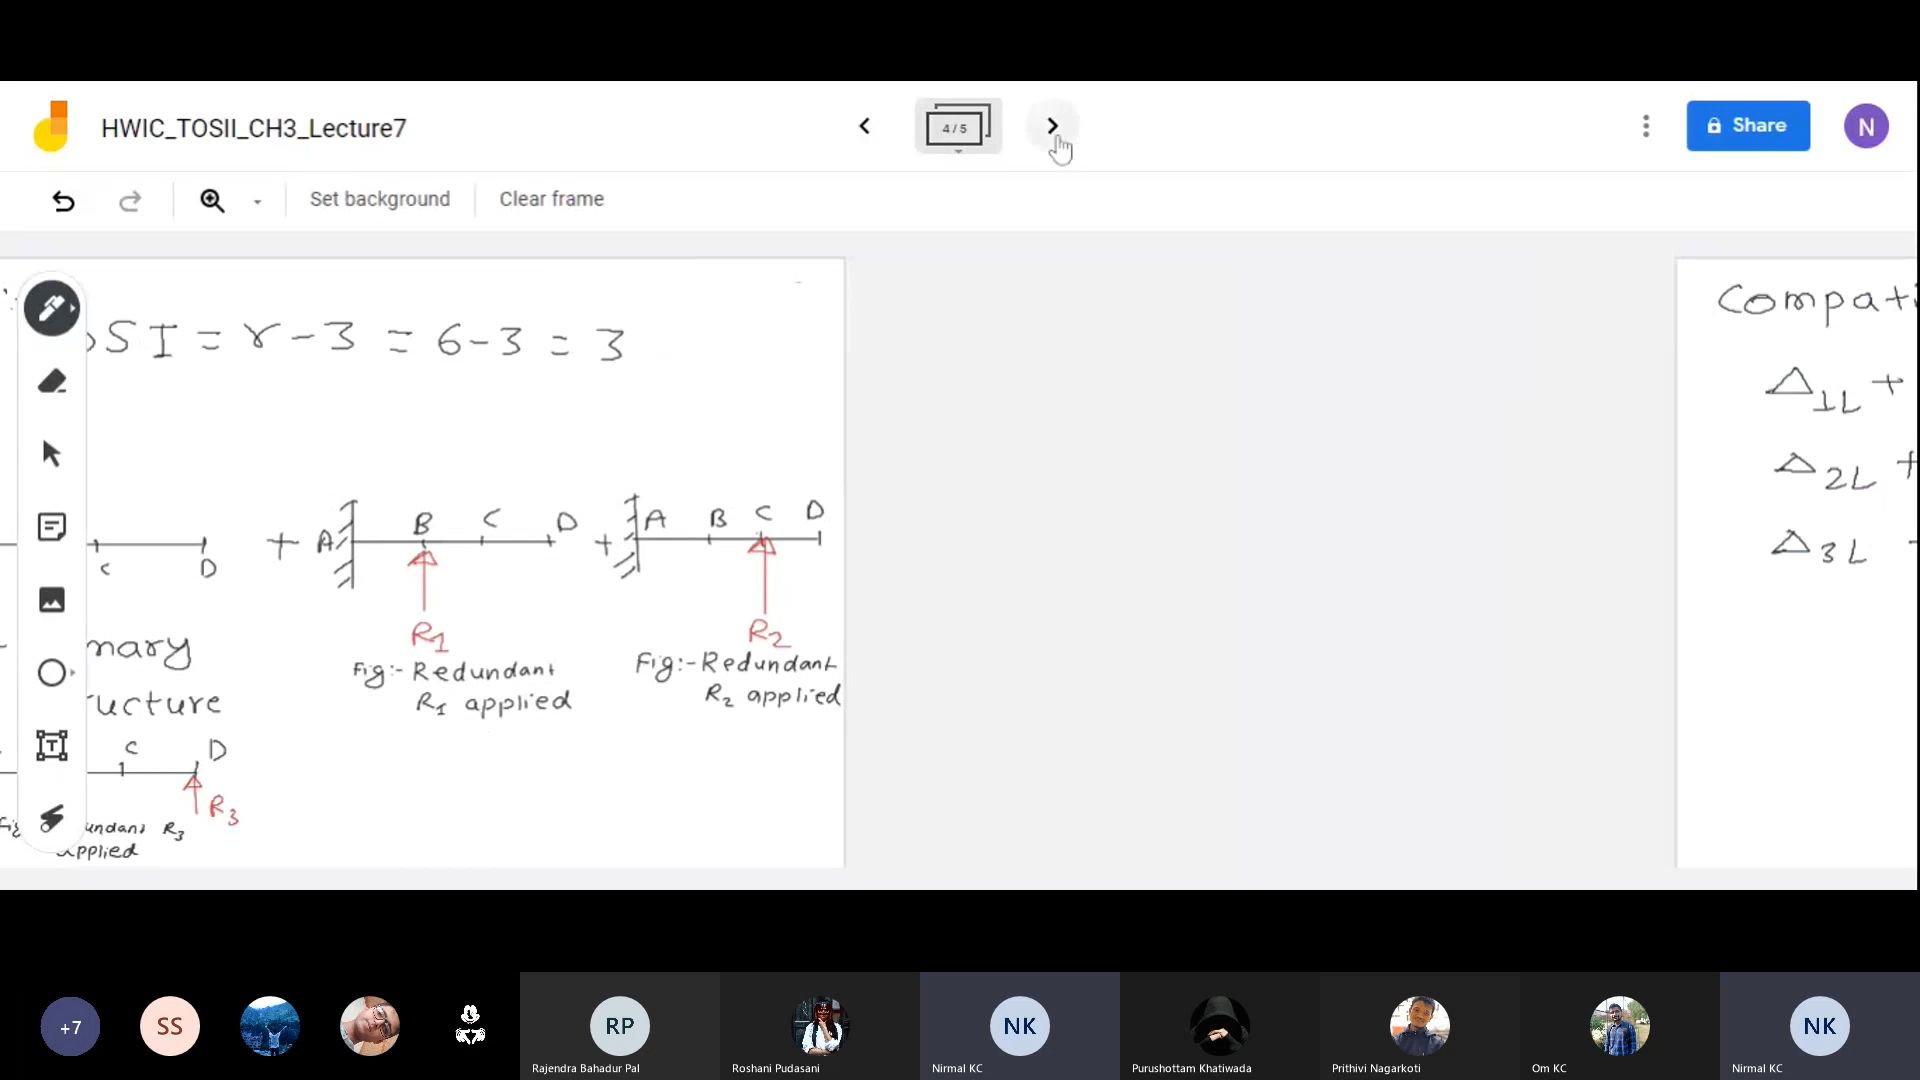 HWIC_TOSII_CH3_Lecture7
4 / 5
Share
N
Set background
Clear frame
SI = r - 3 = 6 - 3 = 3
C D
+ A B C D + A B C D
R1 R2
Fig:- Redundant
R1 applied
Fig:- Redundant
R2 applied
mary
ucture
C D
R3
undant R3
applied
Compati
Δ1L +
Δ2L +
Δ3L
+7
SS
RP
NK
NK
Rajendra Bahadur Pal
Roshani Pudasani
Nirmal KC
Purushottam Khatiwada
Prithivi Nagarkoti
Om KC
Nirmal KC